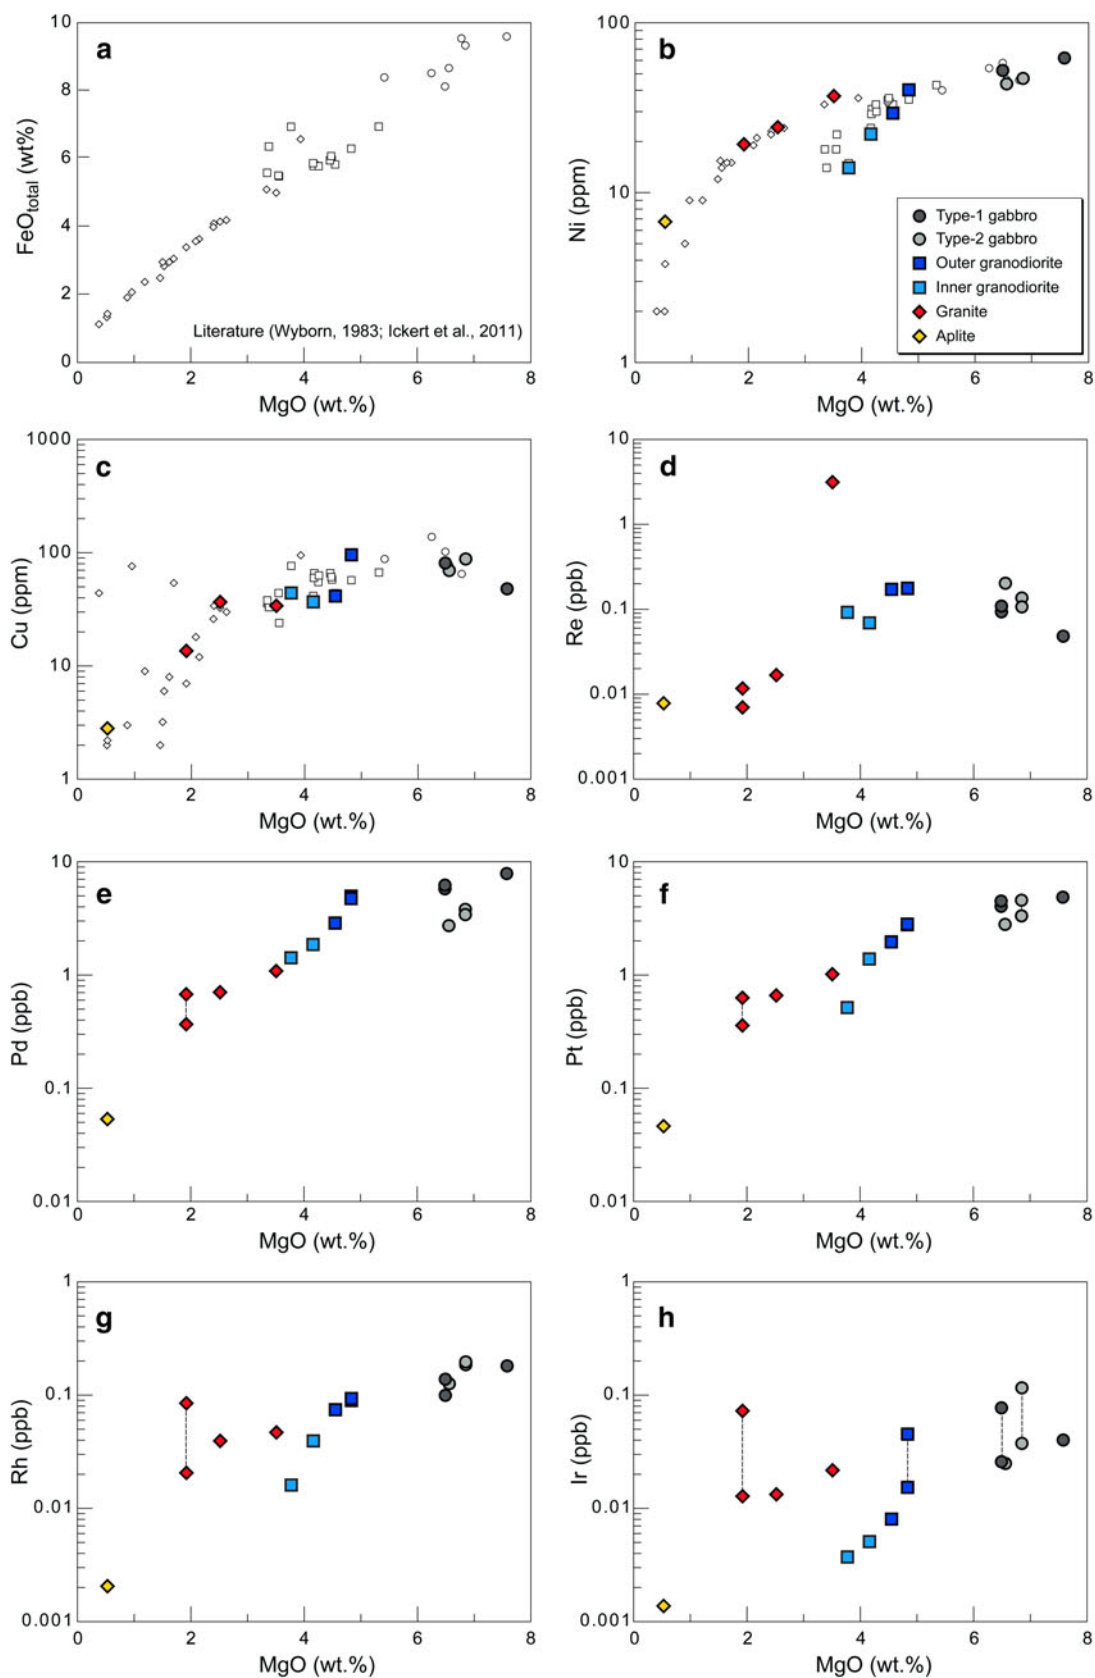 a
FeOtotal (wt%)
10
8
6
4
2
0
Literature (Wyborn, 1983; Ickert et al., 2011)
0 2 4 6 8
MgO (wt.%)
b
Ni (ppm)
100
10
1
Type-1 gabbro
Type-2 gabbro
Outer granodiorite
Inner granodiorite
Granite
Aplite
0 2 4 6 8
MgO (wt.%)
c
Cu (ppm)
1000
100
10
1
0 2 4 6 8
MgO (wt.%)
d
Re (ppb)
10
1
0.1
0.01
0.001
0 2 4 6 8
MgO (wt.%)
e
Pd (ppb)
10
1
0.1
0.01
0 2 4 6 8
MgO (wt.%)
f
Pt (ppb)
10
1
0.1
0.01
0 2 4 6 8
MgO (wt.%)
g
Rh (ppb)
1
0.1
0.01
0.001
0 2 4 6 8
MgO (wt.%)
h
Ir (ppb)
1
0.1
0.01
0.001
0 2 4 6 8
MgO (wt.%)